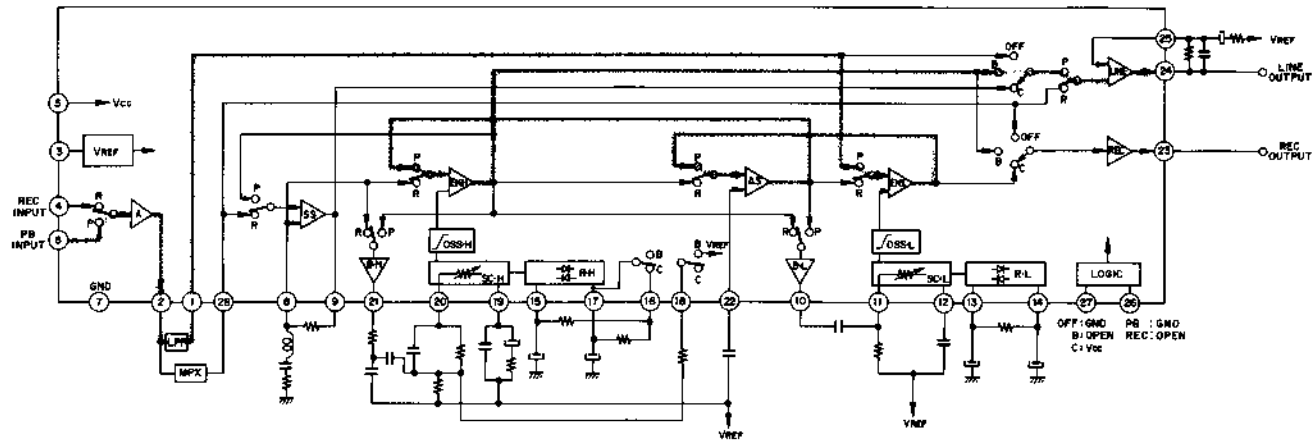 25
VREF
OFF
B
P
LINE
24
LINE
OUTPUT
C
R
5
VCC
OFF
3
VREF
B
C
REC
23
REC
OUTPUT
P
P
P
P
REC
INPUT
4
R
A
R
SS
R
ENH
R
ΔS
R
ENL
PB
INPUT
6
P
R
P
R
P
OSS·H
OSS·L
B·H
B
C
B
VREF
C
B·L
SC·H
R·H
SC·L
R·L
LOGIC
GND
7
2
1
28
8
9
21
20
19
15
17
16
18
22
10
11
12
13
14
27
26
OFF:GND
B:OPEN
C:VCC
PB :GND
REC:OPEN
LPF
MPX
VREF
VREF